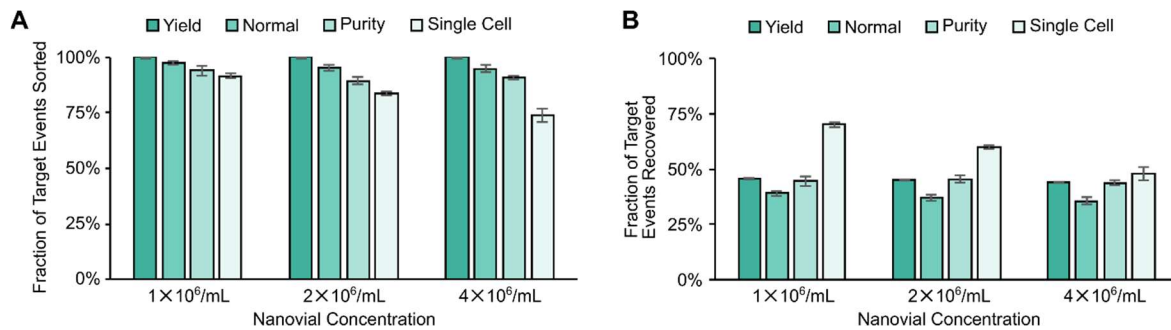 A
Yield Normal Purity Single Cell
Fraction of Target Events Sorted
100%
75%
50%
25%
0%
1×10⁶/mL 2×10⁶/mL 4×10⁶/mL
Nanovial Concentration
B
Yield Normal Purity Single Cell
Fraction of Target
Events Recovered
100%
75%
50%
25%
0%
1×10⁶/mL 2×10⁶/mL 4×10⁶/mL
Nanovial Concentration